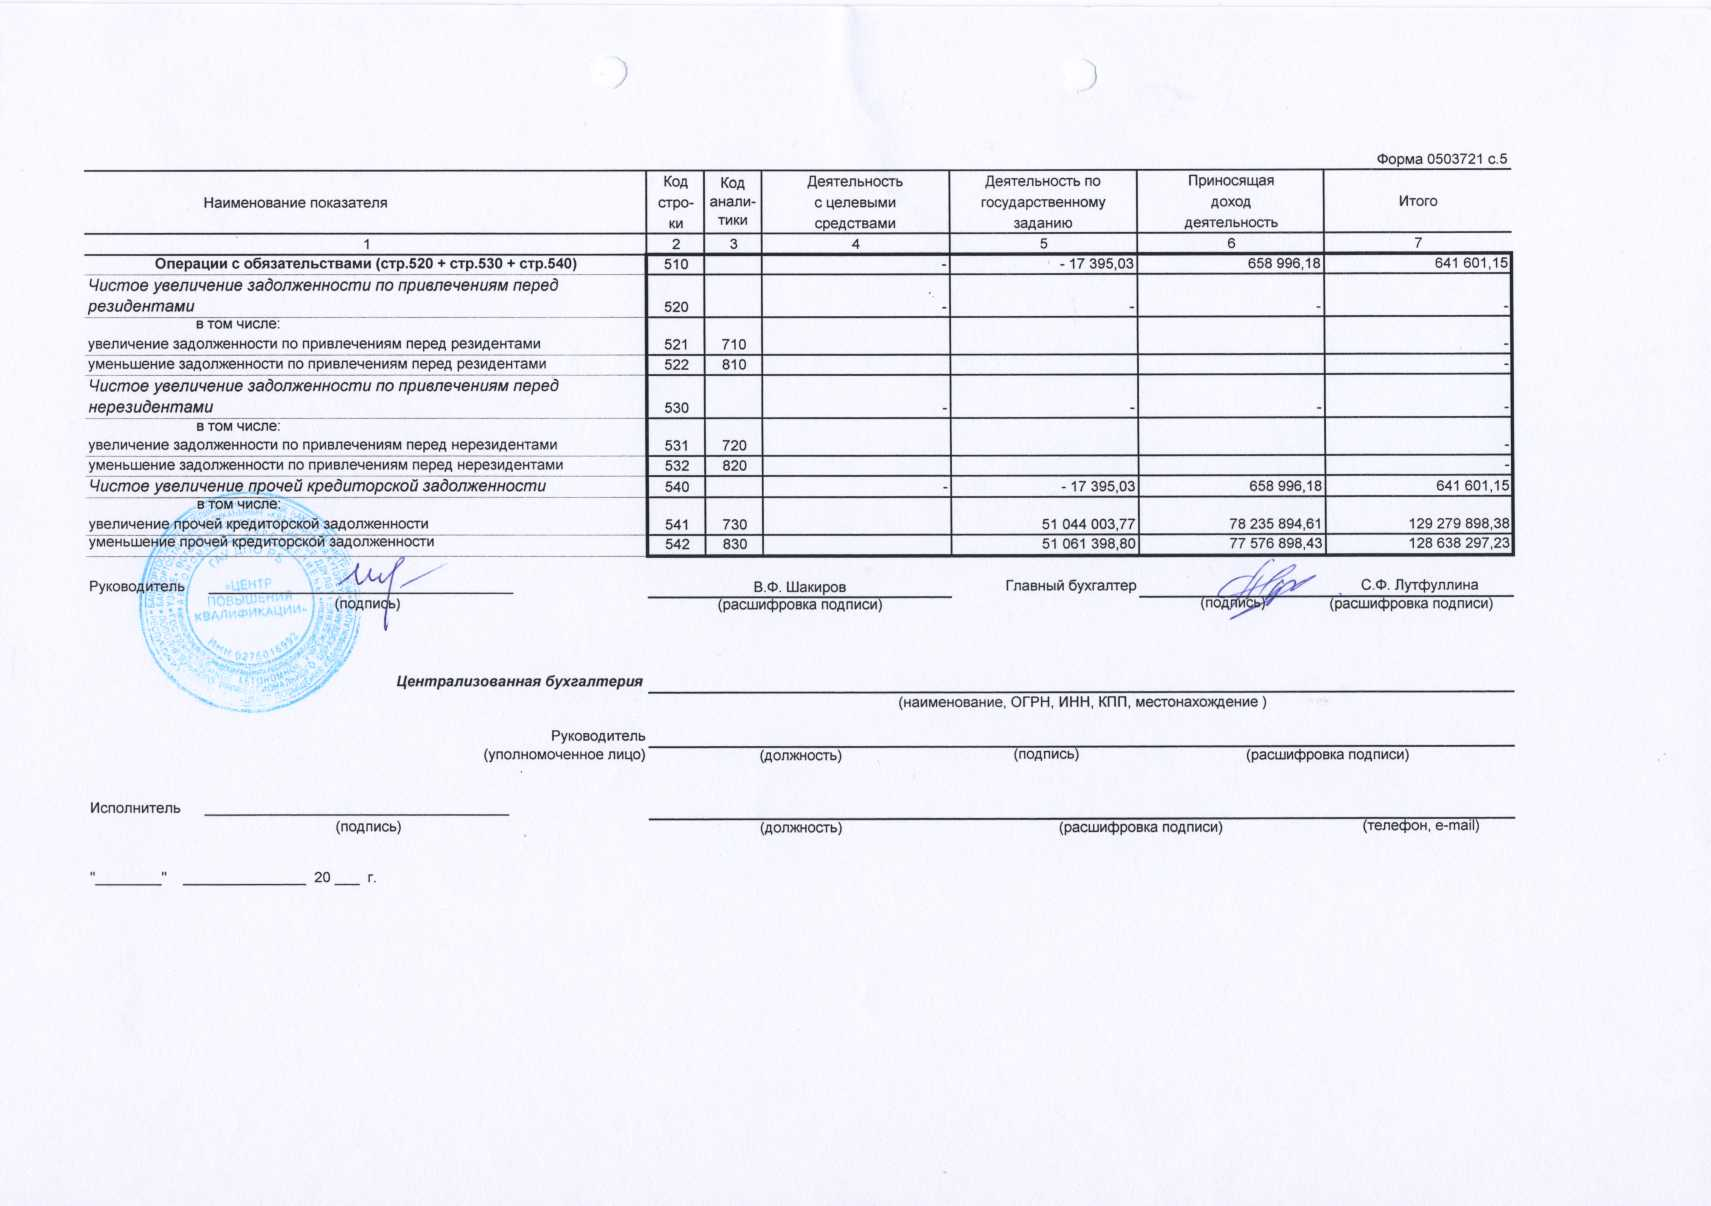 Форма 0503721 с.5
Наименование показателя | Код стро- ки | Код анали- тики | Деятельность с целевыми средствами | Деятельность по государственному заданию | Приносящая доход деятельность | Итого
1 2 3 4 5 6 7
Операции с обязательствами (стр.520 + стр.530 + стр.540) 510 - - 17 395,03 658 996,18 641 601,15
Чистое увеличение задолженности по привлечениям перед
резидентами 520 - - - -
в том числе:
увеличение задолженности по привлечениям перед резидентами 521 710 -
уменьшение задолженности по привлечениям перед резидентами 522 810 -
Чистое увеличение задолженности по привлечениям перед
нерезидентами 530 - - - -
в том числе:
увеличение задолженности по привлечениям перед нерезидентами 531 720 -
уменьшение задолженности по привлечениям перед нерезидентами 532 820 -
Чистое увеличение прочей кредиторской задолженности 540 - - 17 395,03 658 996,18 641 601,15
в том числе:
увеличение прочей кредиторской задолженности 541 730 51 044 003,77 78 235 894,61 129 279 898,38
уменьшение прочей кредиторской задолженности 542 830 51 061 398,80 77 576 898,43 128 638 297,23
Руководитель В.Ф. Шакиров Главный бухгалтер С.Ф. Лутфуллина
(подпись) (расшифровка подписи) (подпись) (расшифровка подписи)
ГАУ ДПО РБ
«ЦЕНТР
ПОВЫШЕНИЯ
КВАЛИФИКАЦИИ»
Централизованная бухгалтерия
(наименование, ОГРН, ИНН, КПП, местонахождение )
Руководитель
(уполномоченное лицо) (должность) (подпись) (расшифровка подписи)
Исполнитель
(подпись) (должность) (расшифровка подписи) (телефон, e-mail)
"________" _______________ 20 ___ г.